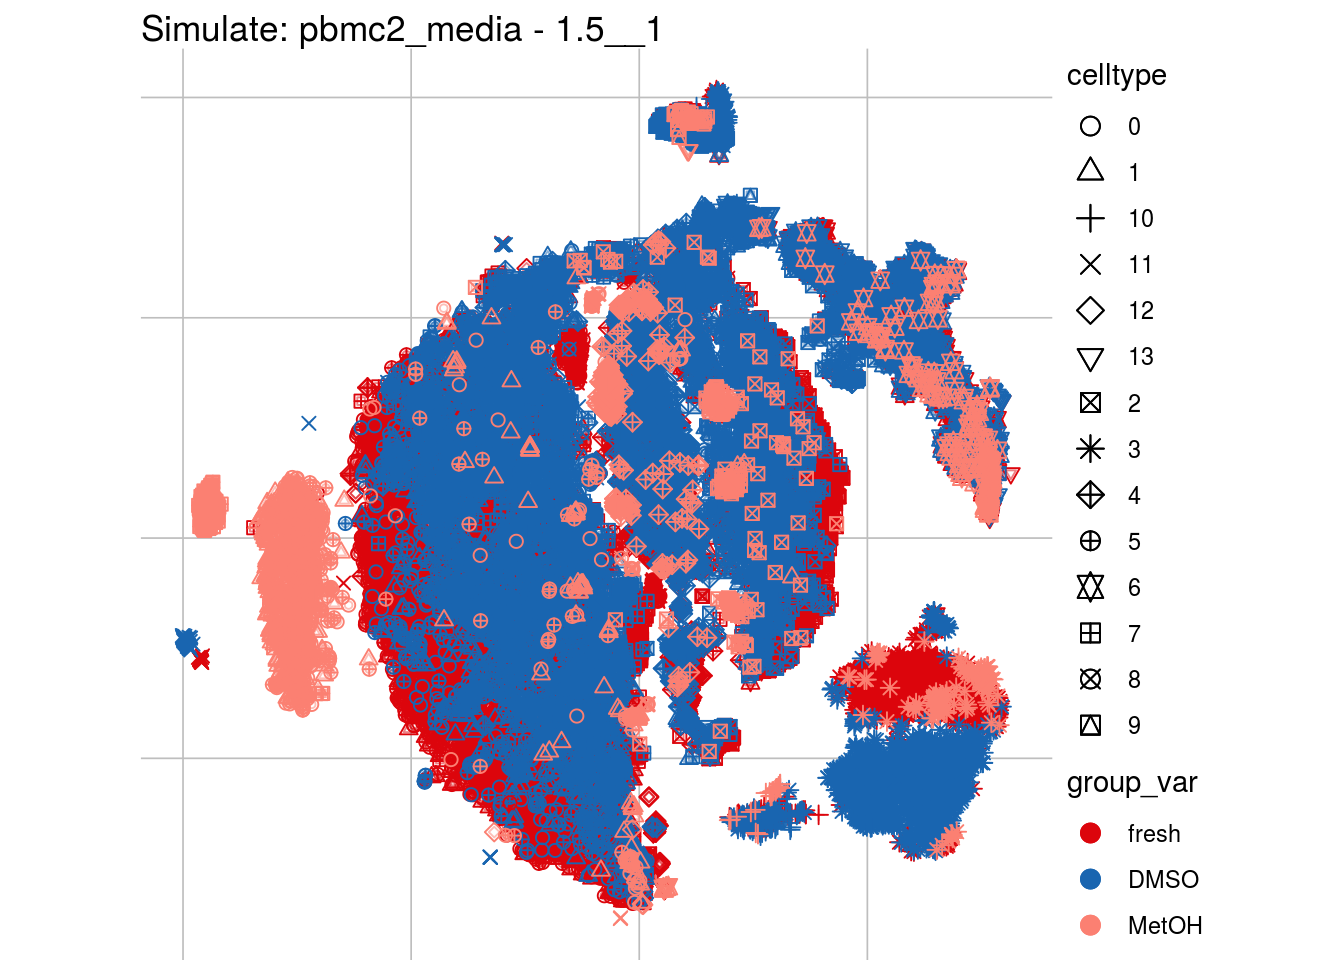 Simulate: pbmc2_media - 1.5__1
celltype
0
1
10
11
12
13
2
3
4
5
6
7
8
9
group_var
fresh
DMSO
MetOH